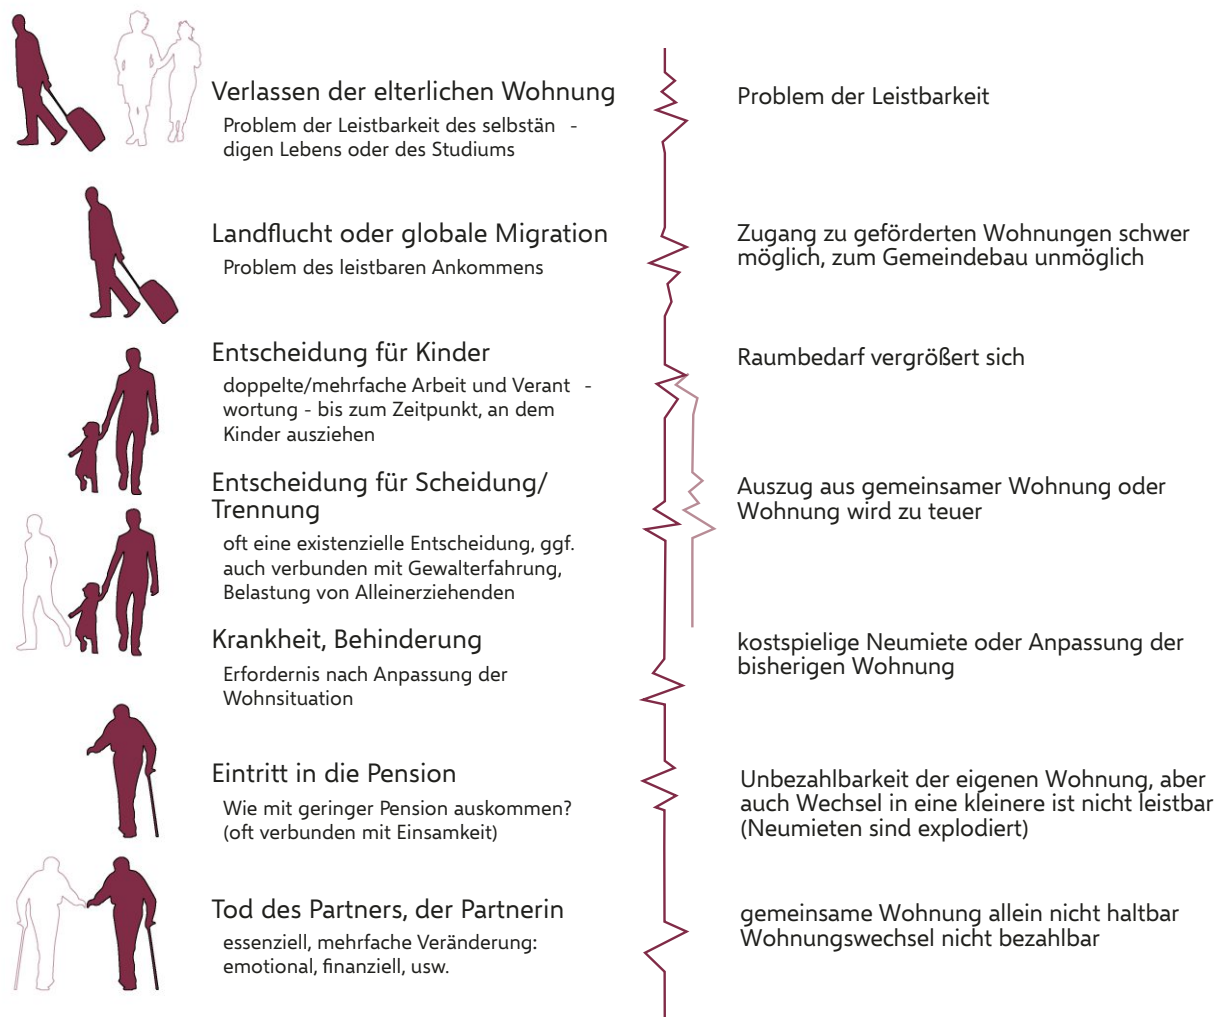 Verlassen der elterlichen Wohnung
Problem der Leistbarkeit des selbstän -
digen Lebens oder des Studiums
Problem der Leistbarkeit
Landflucht oder globale Migration
Problem des leistbaren Ankommens
Zugang zu geförderten Wohnungen schwer
möglich, zum Gemeindebau unmöglich
Entscheidung für Kinder
doppelte/mehrfache Arbeit und Verant -
wortung - bis zum Zeitpunkt, an dem
Kinder ausziehen
Raumbedarf vergrößert sich
Entscheidung für Scheidung/
Trennung
oft eine existenzielle Entscheidung, ggf.
auch verbunden mit Gewalterfahrung,
Belastung von Alleinerziehenden
Auszug aus gemeinsamer Wohnung oder
Wohnung wird zu teuer
Krankheit, Behinderung
Erfordernis nach Anpassung der
Wohnsituation
kostspielige Neumiete oder Anpassung der
bisherigen Wohnung
Eintritt in die Pension
Wie mit geringer Pension auskommen?
(oft verbunden mit Einsamkeit)
Unbezahlbarkeit der eigenen Wohnung, aber
auch Wechsel in eine kleinere ist nicht leistbar
(Neumieten sind explodiert)
Tod des Partners, der Partnerin
essenziell, mehrfache Veränderung:
emotional, finanziell, usw.
gemeinsame Wohnung allein nicht haltbar
Wohnungswechsel nicht bezahlbar